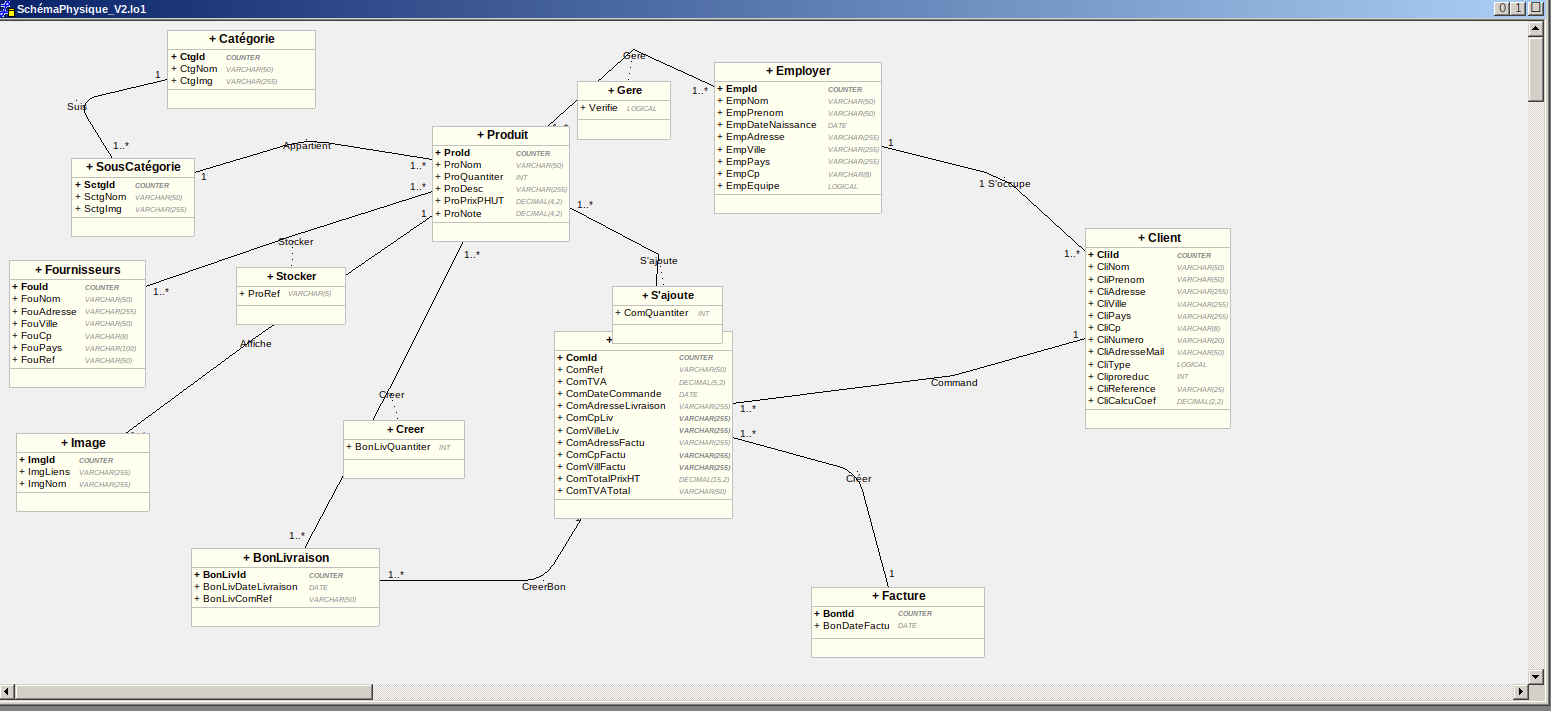 SchémaPhysique_V2.lo1
0 1
+ Catégorie
+ CtgId COUNTER
+ CtgNom VARCHAR(50)
+ CtgImg VARCHAR(255)
1
Suis
1..*
+ SousCatégorie
+ SctgId COUNTER
+ SctgNom VARCHAR(50)
+ SctgImg VARCHAR(255)
1
Appartient
1..*
+ Produit
+ ProId COUNTER
+ ProNom VARCHAR(50)
+ ProQuantiter INT
+ ProDesc VARCHAR(255)
+ ProPrixPHUT DECIMAL(4,2)
+ ProNote DECIMAL(4,2)
Gere
+ Gere
+ Verifie LOGICAL
1..*
+ Employer
+ EmpId COUNTER
+ EmpNom VARCHAR(50)
+ EmpPrenom VARCHAR(50)
+ EmpDateNaissance DATE
+ EmpAdresse VARCHAR(255)
+ EmpVille VARCHAR(255)
+ EmpPays VARCHAR(255)
+ EmpCp VARCHAR(8)
+ EmpEquipe LOGICAL
1
1 S'occupe
1..*
+ Client
+ CliId COUNTER
+ CliNom VARCHAR(50)
+ CliPrenom VARCHAR(50)
+ CliAdresse VARCHAR(255)
+ CliVille VARCHAR(255)
+ CliPays VARCHAR(255)
+ CliCp VARCHAR(8)
+ CliNumero VARCHAR(20)
+ CliAdresseMail VARCHAR(50)
+ CliType LOGICAL
+ Cliproreduc INT
+ CliReference VARCHAR(25)
+ CliCalcuCoef DECIMAL(2,2)
1..*
1
1..*
Stocker
1..*
+ Fournisseurs
+ FouId COUNTER
+ FouNom VARCHAR(50)
+ FouAdresse VARCHAR(255)
+ FouVille VARCHAR(50)
+ FouCp VARCHAR(8)
+ FouPays VARCHAR(100)
+ FouRef VARCHAR(50)
+ Stocker
+ ProRef VARCHAR(5)
Affiche
1..*
S'ajoute
+ S'ajoute
+ ComQuantiter INT
+
+ ComId COUNTER
+ ComRef VARCHAR(50)
+ ComTVA DECIMAL(5,2)
+ ComDateCommande DATE
+ ComAdresseLivraison VARCHAR(255)
+ ComCpLiv VARCHAR(255)
+ ComVilleLiv VARCHAR(255)
+ ComAdressFactu VARCHAR(255)
+ ComCpFactu VARCHAR(255)
+ ComVillFactu VARCHAR(255)
+ ComTotalPrixHT DECIMAL(15,2)
+ ComTVATotal VARCHAR(50)
1
Command
1..*
1..*
Créer
1
+ Image
+ ImgId COUNTER
+ ImgLiens VARCHAR(255)
+ ImgNom VARCHAR(255)
Creer
+ Creer
+ BonLivQuantiter INT
1..*
+ BonLivraison
+ BonLivId COUNTER
+ BonLivDateLivraison DATE
+ BonLivComRef VARCHAR(50)
1..*
CreerBon
+ Facture
+ BontId COUNTER
+ BonDateFactu DATE